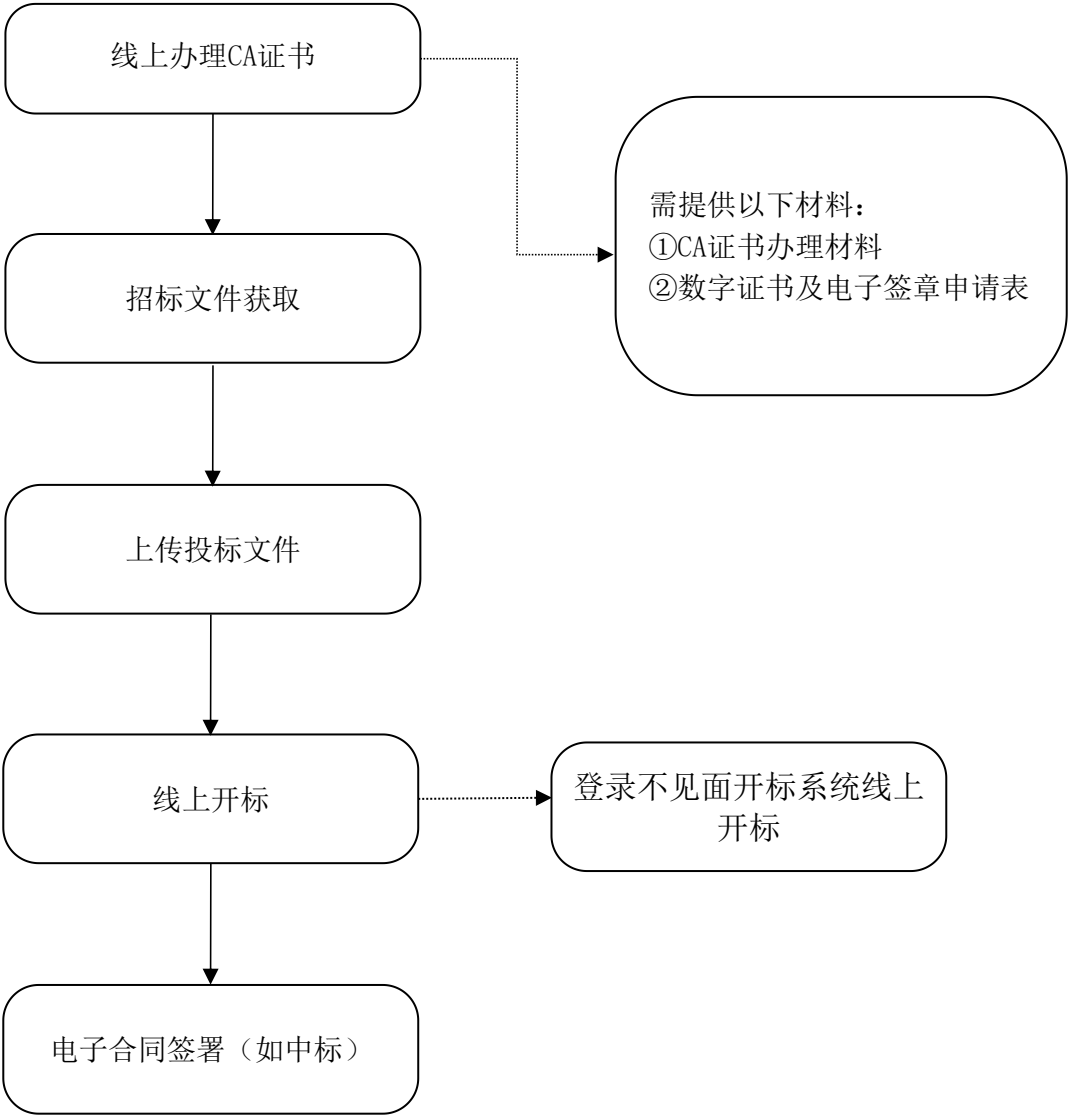 线上办理CA证书
需提供以下材料：
①CA证书办理材料
②数字证书及电子签章申请表
招标文件获取
上传投标文件
线上开标
登录不见面开标系统线上
开标
电子合同签署（如中标）